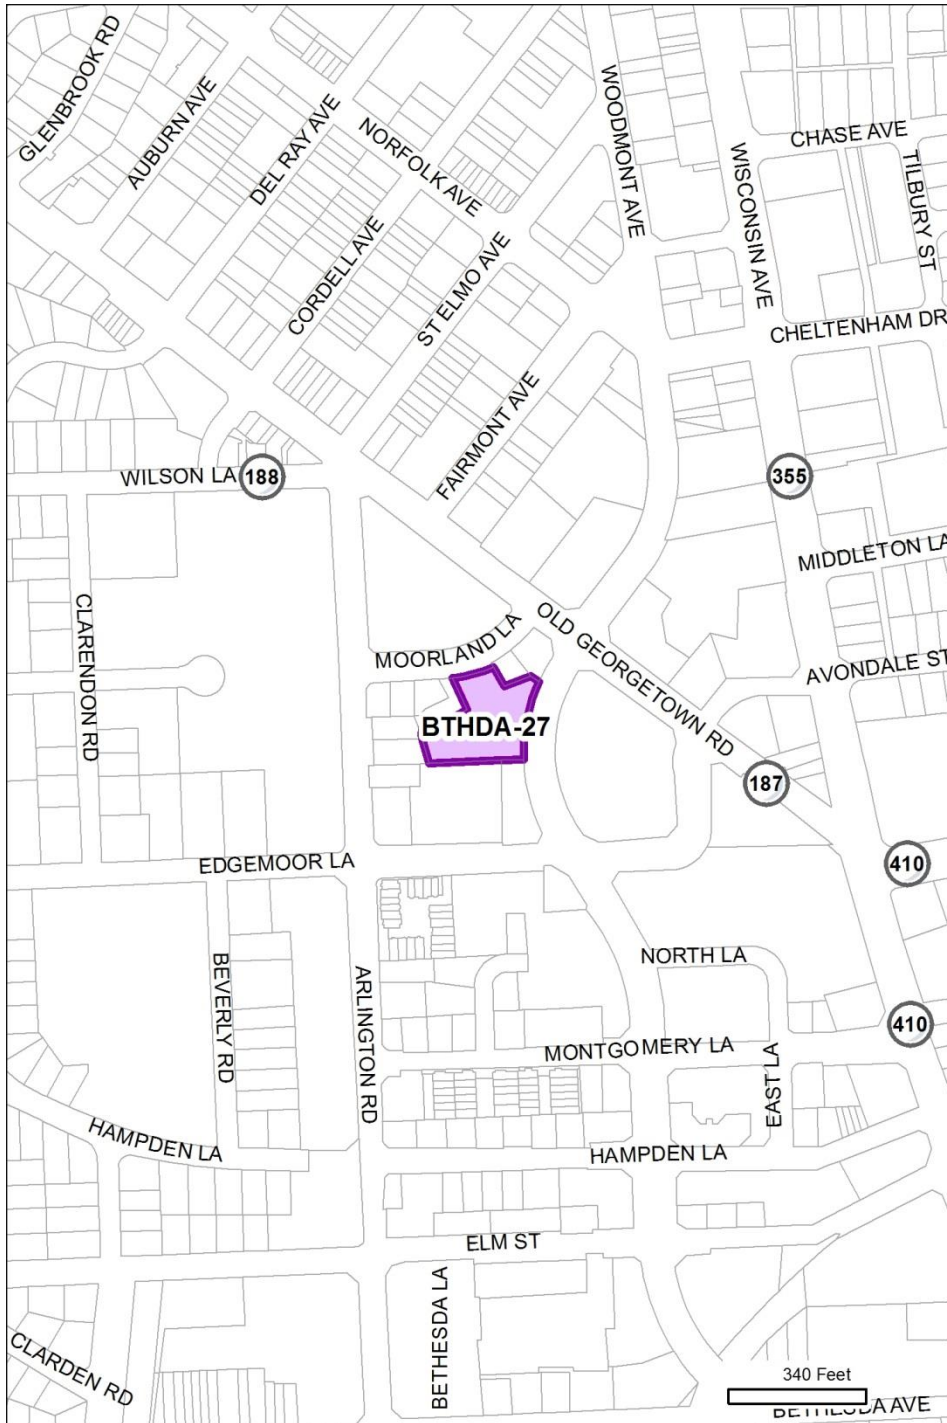 GLENBROOK RD
AUBURN AVE
DEL RAY AVE
NORFOLK AVE
WOODMONT AVE
WISCONSIN AVE
CHASE AVE
TILBURY ST
CORDELL AVE
ST ELMO AVE
CHELTENHAM DR
FAIRMONT AVE
WILSON LA
188
355
MIDDLETON LA
CLARENDON RD
MOORLAND LA
OLD GEORGETOWN RD
AVONDALE ST
BTHDA-27
187
EDGEMOOR LA
410
BEVERLY RD
ARLINGTON RD
NORTH LA
410
MONTGOMERY LA
EAST LA
HAMPDEN LA
HAMPDEN LA
ELM ST
BETHESDA LA
CLARDEN RD
340 Feet
BETHESDA AVE